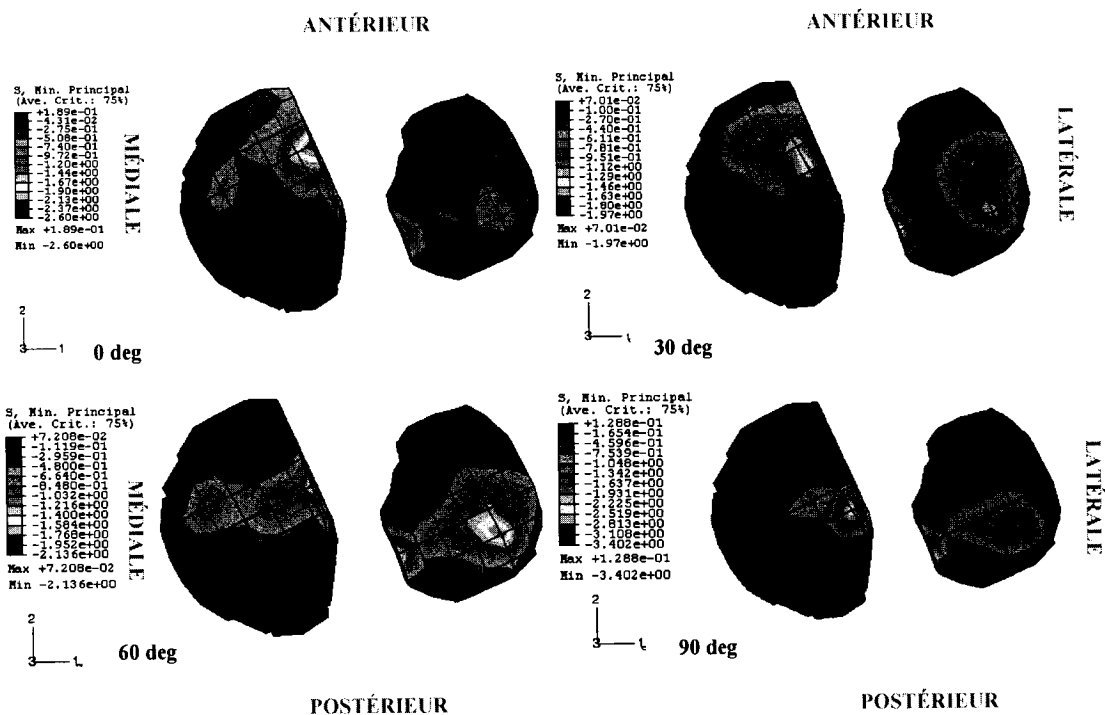 ANTÉRIEUR
ANTÉRIEUR
S, Min. Principal
(Ave. Crit.: 75%)
+1.89e-01
-4.31e-02
-2.75e-01
-5.08e-01
-7.40e-01
-9.72e-01
-1.20e+00
-1.44e+00
-1.67e+00
-1.90e+00
-2.13e+00
-2.37e+00
-2.60e+00
Max +1.89e-01
Min -2.60e+00
MÉDIALE
2
3
1
0 deg
S, Min. Principal
(Ave. Crit.: 75%)
+7.01e-02
-1.00e-01
-2.70e-01
-4.40e-01
-6.11e-01
-7.81e-01
-9.51e-01
-1.12e+00
-1.29e+00
-1.46e+00
-1.63e+00
-1.80e+00
-1.97e+00
Max +7.01e-02
Min -1.97e+00
LATÉRALE
2
3
30 deg
S, Min. Principal
(Ave. Crit.: 75%)
+7.208e-02
-1.119e-01
-2.959e-01
-4.800e-01
-6.640e-01
-8.480e-01
-1.032e+00
-1.216e+00
-1.400e+00
-1.584e+00
-1.768e+00
-1.952e+00
-2.136e+00
Max +7.208e-02
Min -2.136e+00
MÉDIALE
2
3
60 deg
S, Min. Principal
(Ave. Crit.: 75%)
+1.288e-01
-1.654e-01
-4.596e-01
-7.539e-01
-1.048e+00
-1.342e+00
-1.637e+00
-1.931e+00
-2.225e+00
-2.519e+00
-2.813e+00
-3.108e+00
-3.402e+00
Max +1.288e-01
Min -3.402e+00
LATÉRALE
2
3
90 deg
POSTÉRIEUR
POSTÉRIEUR